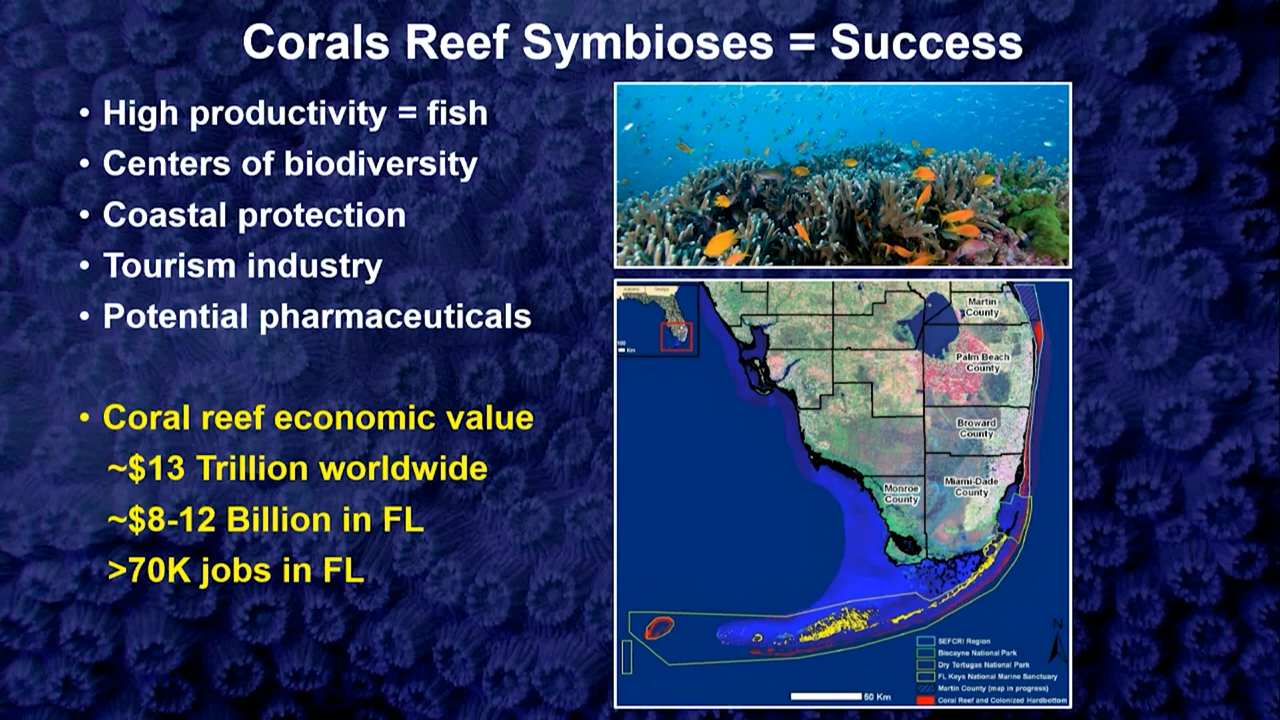 Corals Reef Symbioses = Success
• High productivity = fish
• Centers of biodiversity
• Coastal protection
• Tourism industry
• Potential pharmaceuticals
• Coral reef economic value
~$13 Trillion worldwide
~$8-12 Billion in FL
>70K jobs in FL
Martin
County
Palm Beach
County
Broward
County
Miami-Dade
County
Monroe
County
N
SEFCRI Region
Biscayne National Park
Dry Tortugas National Park
FL Keys National Marine Sanctuary
Martin County (map in progress)
Coral Reef and Colonized Hardbottom
50 Km